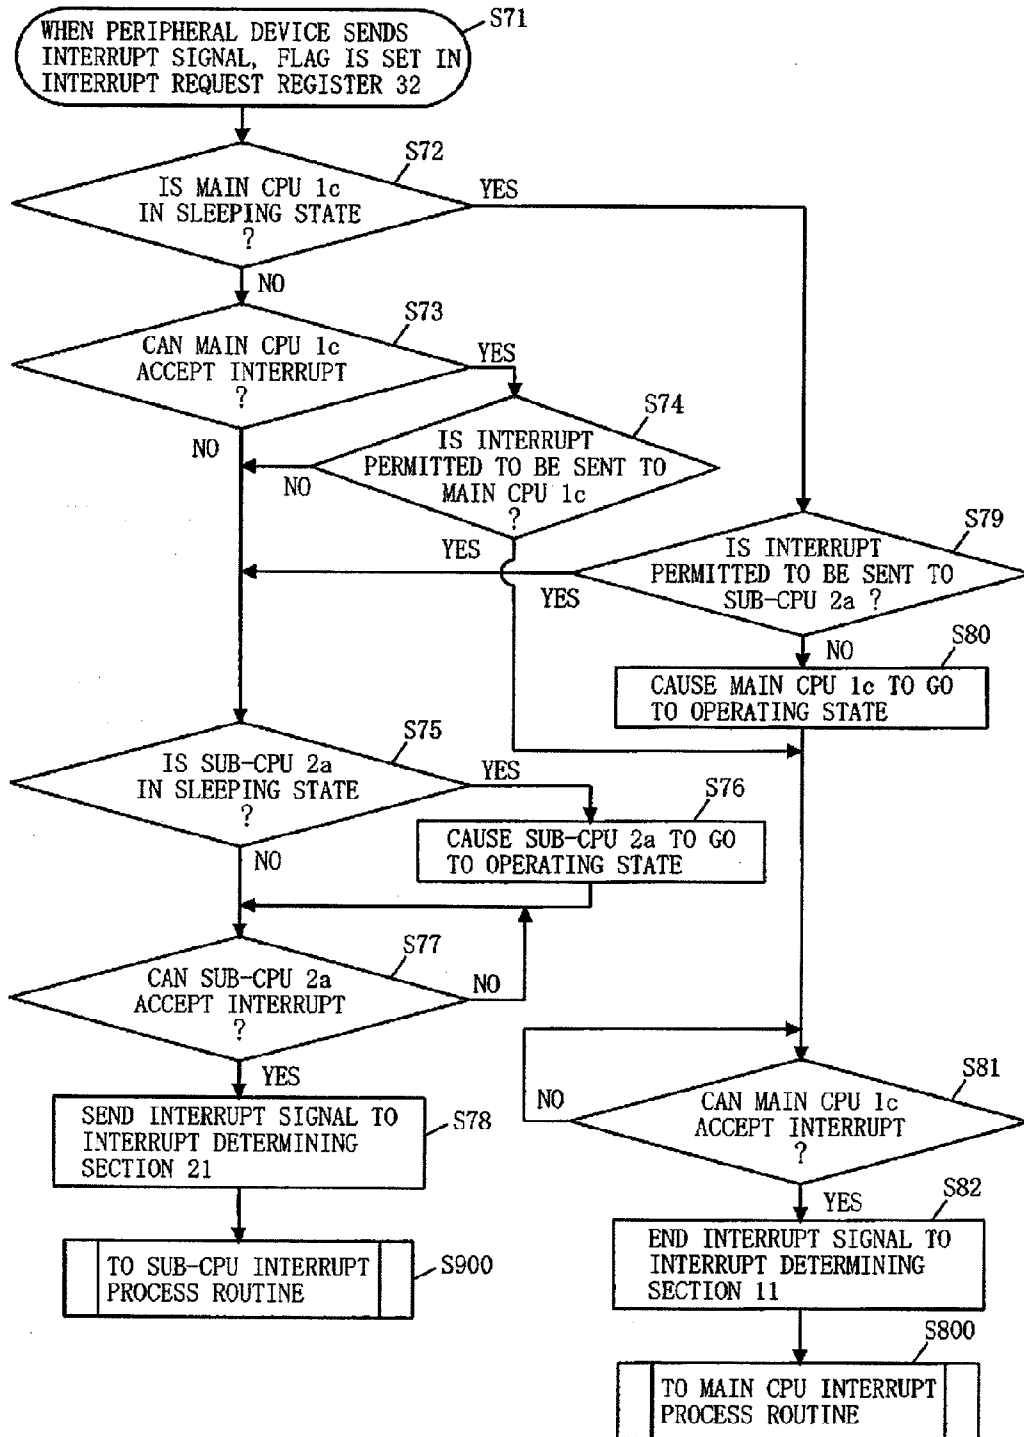 S71
WHEN PERIPHERAL DEVICE SENDS
INTERRUPT SIGNAL, FLAG IS SET IN
INTERRUPT REQUEST REGISTER 32
S72
IS MAIN CPU 1c
IN SLEEPING STATE
?
YES
NO
S73
CAN MAIN CPU 1c
ACCEPT INTERRUPT
?
YES
NO
S74
IS INTERRUPT
PERMITTED TO BE SENT TO
MAIN CPU 1c
?
NO
YES
S79
IS INTERRUPT
PERMITTED TO BE SENT TO
SUB-CPU 2a ?
YES
NO
S80
CAUSE MAIN CPU 1c TO GO
TO OPERATING STATE
S75
IS SUB-CPU 2a
IN SLEEPING STATE
?
YES
NO
S76
CAUSE SUB-CPU 2a TO GO
TO OPERATING STATE
S77
CAN SUB-CPU 2a
ACCEPT INTERRUPT
?
NO
YES
S78
SEND INTERRUPT SIGNAL TO
INTERRUPT DETERMINING
SECTION 21
S900
TO SUB-CPU INTERRUPT
PROCESS ROUTINE
S81
CAN MAIN CPU 1c
ACCEPT INTERRUPT
?
NO
YES
S82
END INTERRUPT SIGNAL TO
INTERRUPT DETERMINING
SECTION 11
S800
TO MAIN CPU INTERRUPT
PROCESS ROUTINE